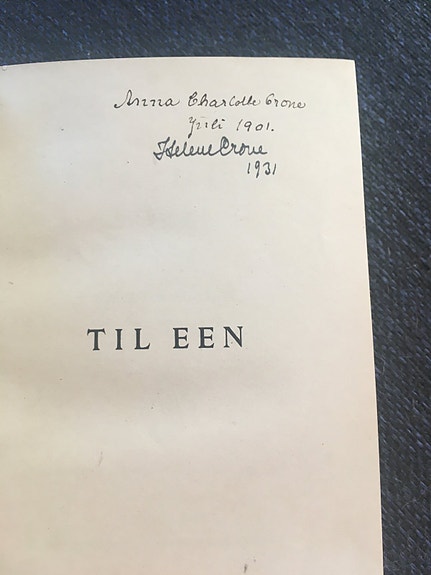 Anna Charlotte Crone
Juli 1901.
Helene Crone
1931
TIL EEN